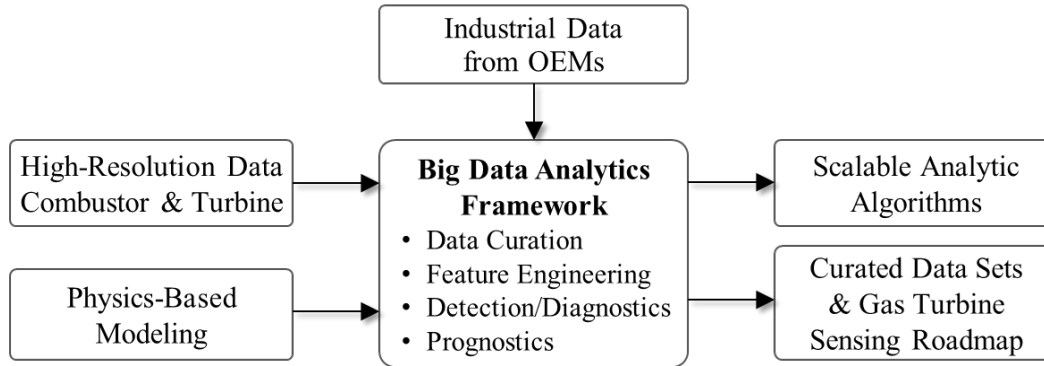 Industrial Data
from OEMs
High-Resolution Data
Combustor & Turbine
Physics-Based
Modeling
Big Data Analytics
Framework
• Data Curation
• Feature Engineering
• Detection/Diagnostics
• Prognostics
Scalable Analytic
Algorithms
Curated Data Sets
& Gas Turbine
Sensing Roadmap